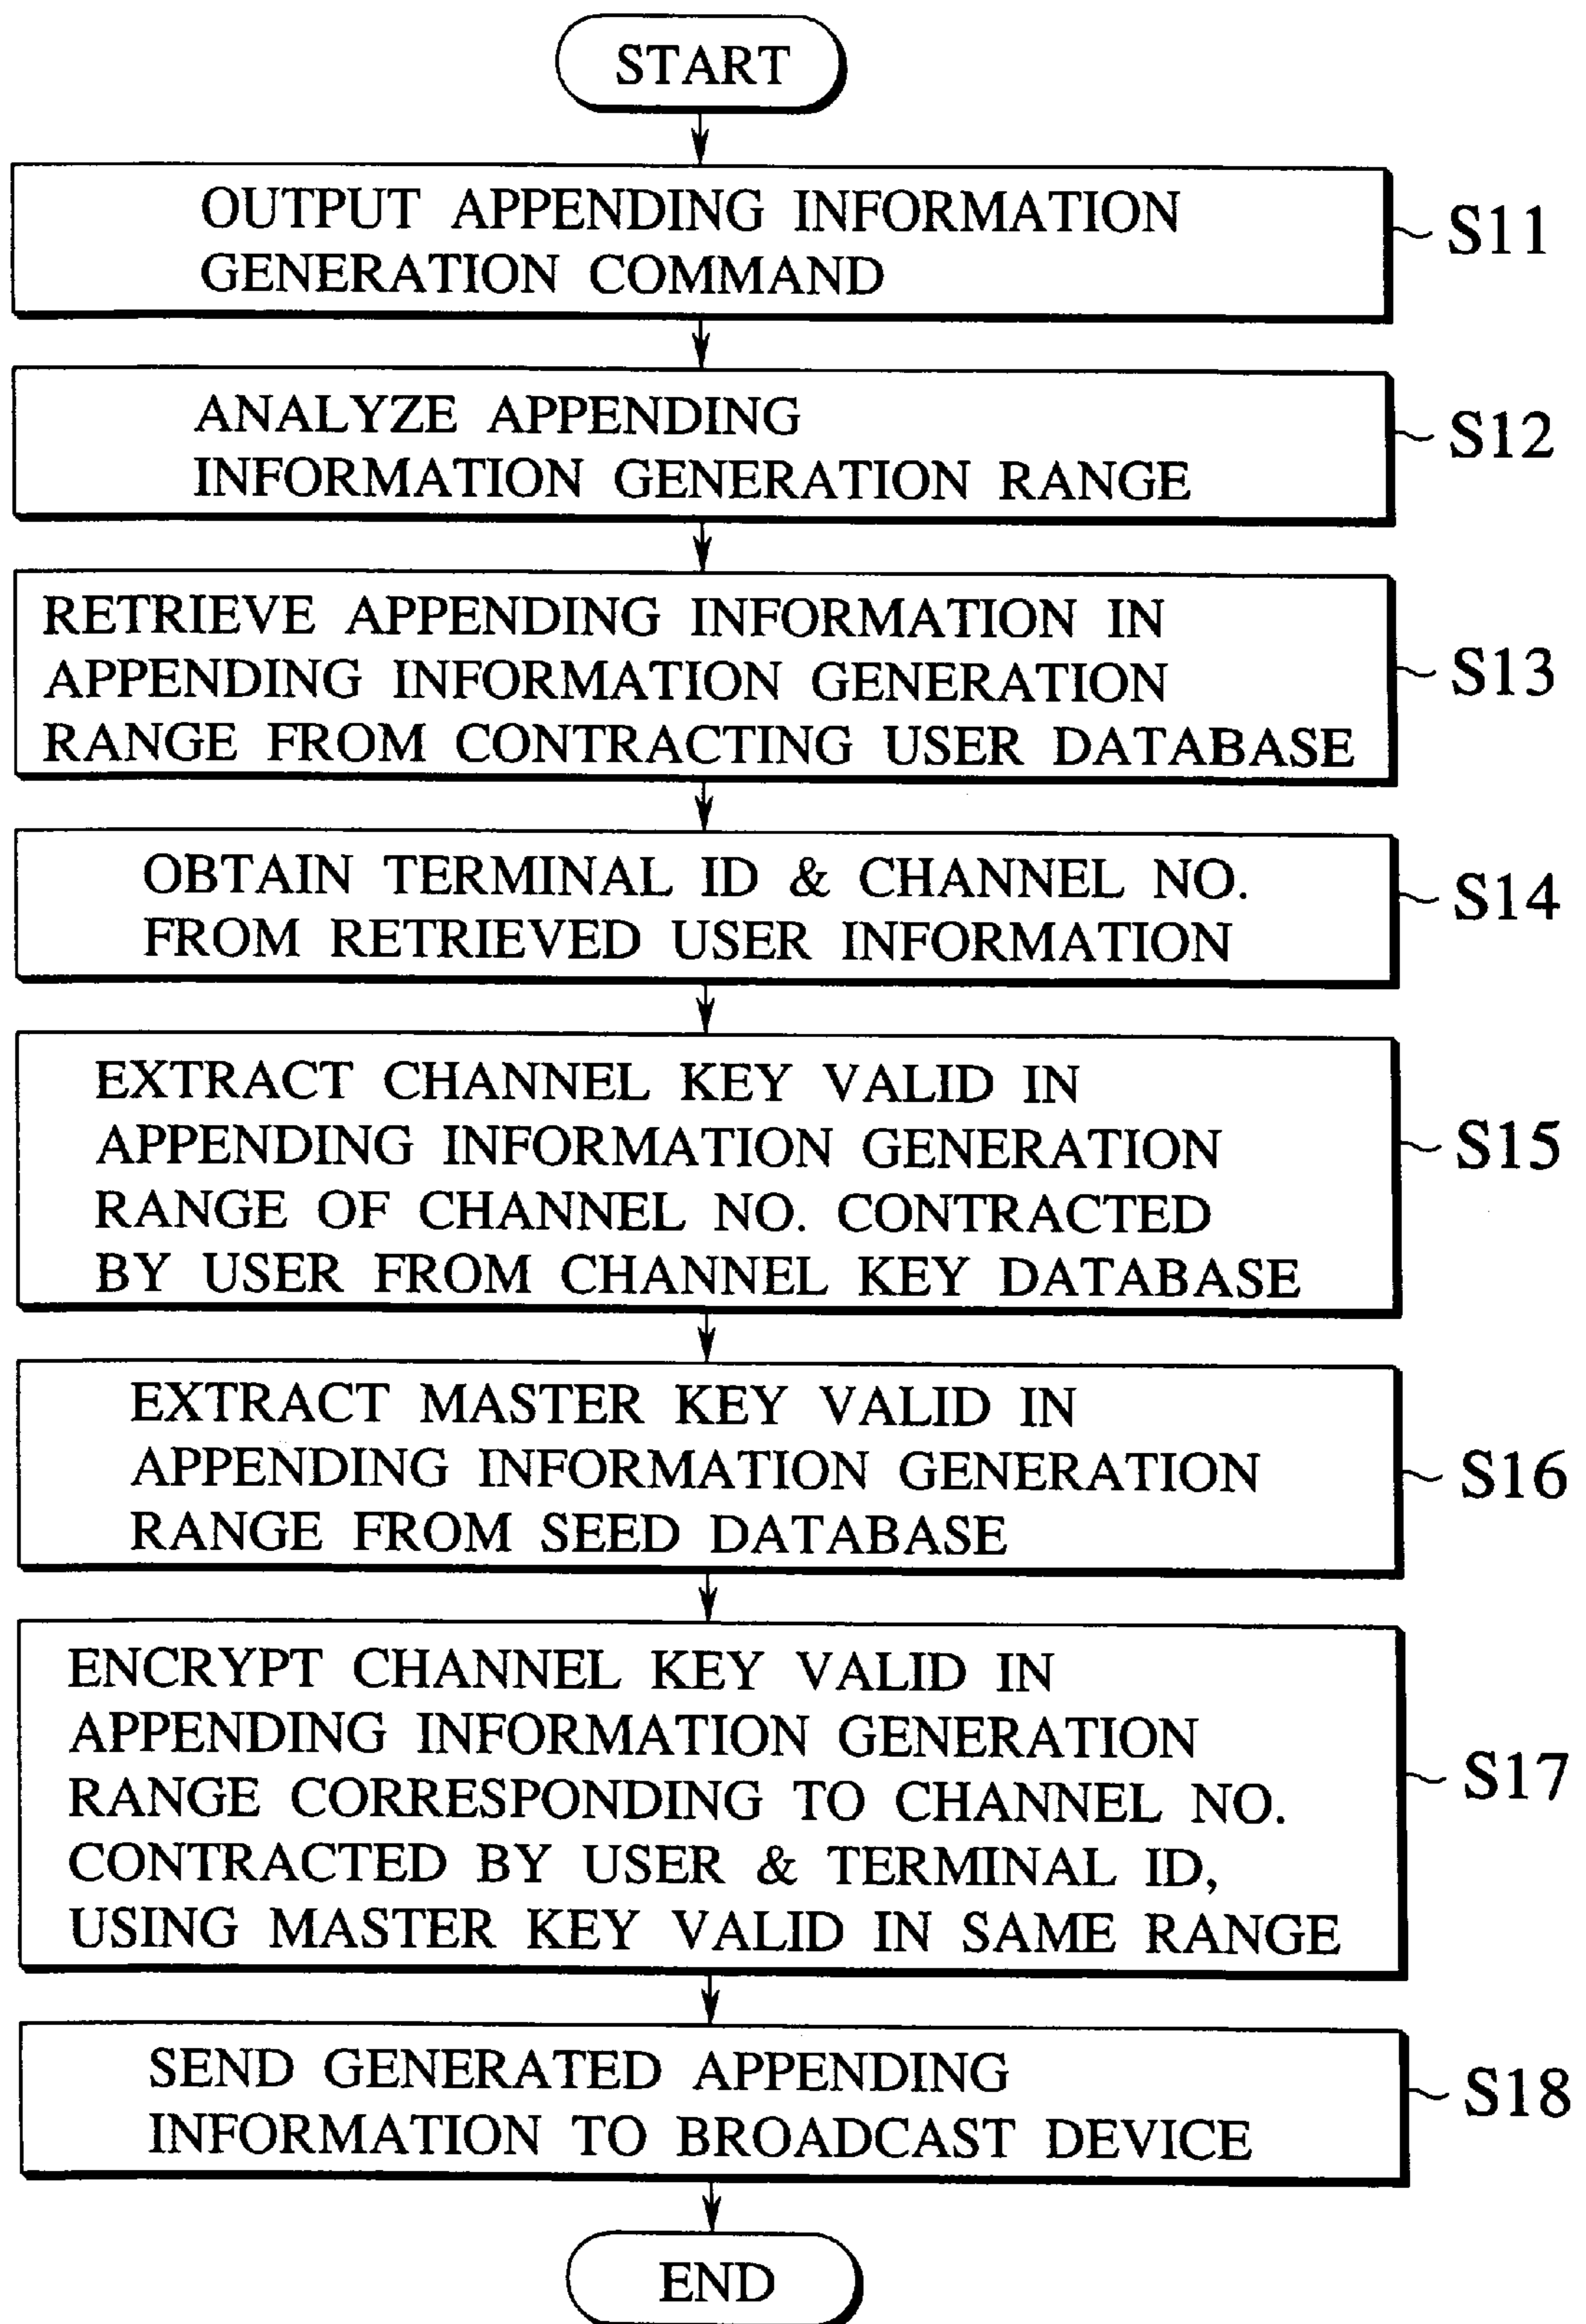 START
OUTPUT APPENDING INFORMATION
GENERATION COMMAND
S11
ANALYZE APPENDING
INFORMATION GENERATION RANGE
S12
RETRIEVE APPENDING INFORMATION IN
APPENDING INFORMATION GENERATION
RANGE FROM CONTRACTING USER DATABASE
S13
OBTAIN TERMINAL ID & CHANNEL NO.
FROM RETRIEVED USER INFORMATION
S14
EXTRACT CHANNEL KEY VALID IN
APPENDING INFORMATION GENERATION
RANGE OF CHANNEL NO. CONTRACTED
BY USER FROM CHANNEL KEY DATABASE
S15
EXTRACT MASTER KEY VALID IN
APPENDING INFORMATION GENERATION
RANGE FROM SEED DATABASE
S16
ENCRYPT CHANNEL KEY VALID IN
APPENDING INFORMATION GENERATION
RANGE CORRESPONDING TO CHANNEL NO.
CONTRACTED BY USER & TERMINAL ID,
USING MASTER KEY VALID IN SAME RANGE
S17
SEND GENERATED APPENDING
INFORMATION TO BROADCAST DEVICE
S18
END